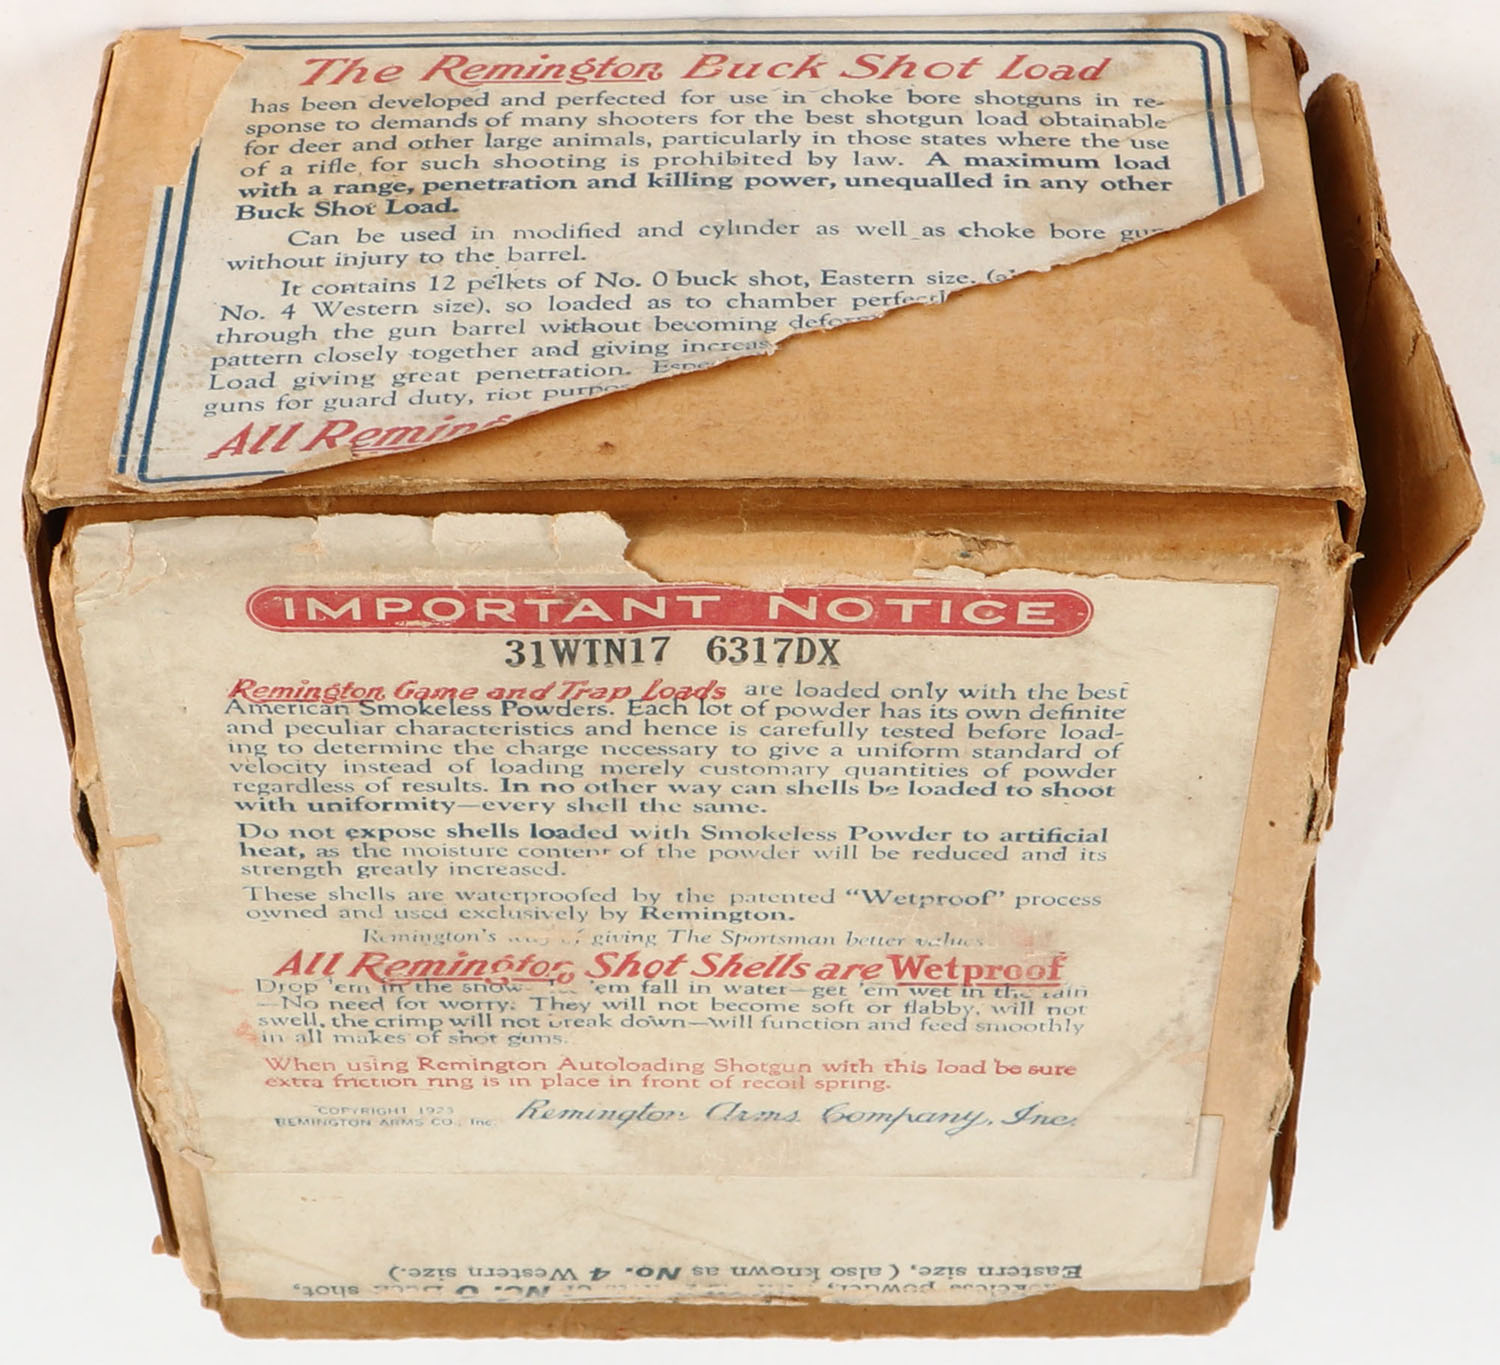 The Remington Buck Shot Load
has been developed and perfected for use in choke bore shotguns in re-
sponse to demands of many shooters for the best shotgun load obtainable
for deer and other large animals, particularly in those states where the use
of a rifle for such shooting is prohibited by law. A maximum load
with a range, penetration and killing power, unequalled in any other
Buck Shot Load.
Can be used in modified and cylinder as well as choke bore
without injury to the barrel.
It contains 12 pellets of No. 0 buck shot, Eastern size,
No. 4 Western size), so loaded as to chamber
through the gun barrel without becoming
pattern closely together and giving
Load giving great penetration.
guns for guard duty, riot
All
IMPORTANT NOTICE
31WTN17 6317DX
Remington Game and Trap Loads are loaded only with the best
American Smokeless Powders. Each lot of powder has its own definite
and peculiar characteristics and hence is carefully tested before load-
ing to determine the charge necessary to give a uniform standard of
velocity instead of loading merely customary quantities of powder
regardless of results. In no other way can shells be loaded to shoot
with uniformity—every shell the same.
Do not expose shells loaded with Smokeless Powder to artificial
heat, as the moisture content of the powder will be reduced and its
strength greatly increased.
These shells are waterproofed by the patented "Wetproof" process
owned and used exclusively by Remington.
Remington's way of giving The Sportsman better values
All Remington Shot Shells are Wetproof
Drop 'em in the snow— 'em fall in water—get 'em wet in the rain
—No need for worry. They will not become soft or flabby, will not
swell, the crimp will not break down—will function and feed smoothly
in all makes of shot guns.
When using Remington Autoloading Shotgun with this load be sure
extra friction ring is in place in front of recoil spring.
COPYRIGHT 1923
REMINGTON ARMS CO., Inc.
Remington Arms Company, Inc.
Eastern size, (also known as No. 4 Western size.)
shot,